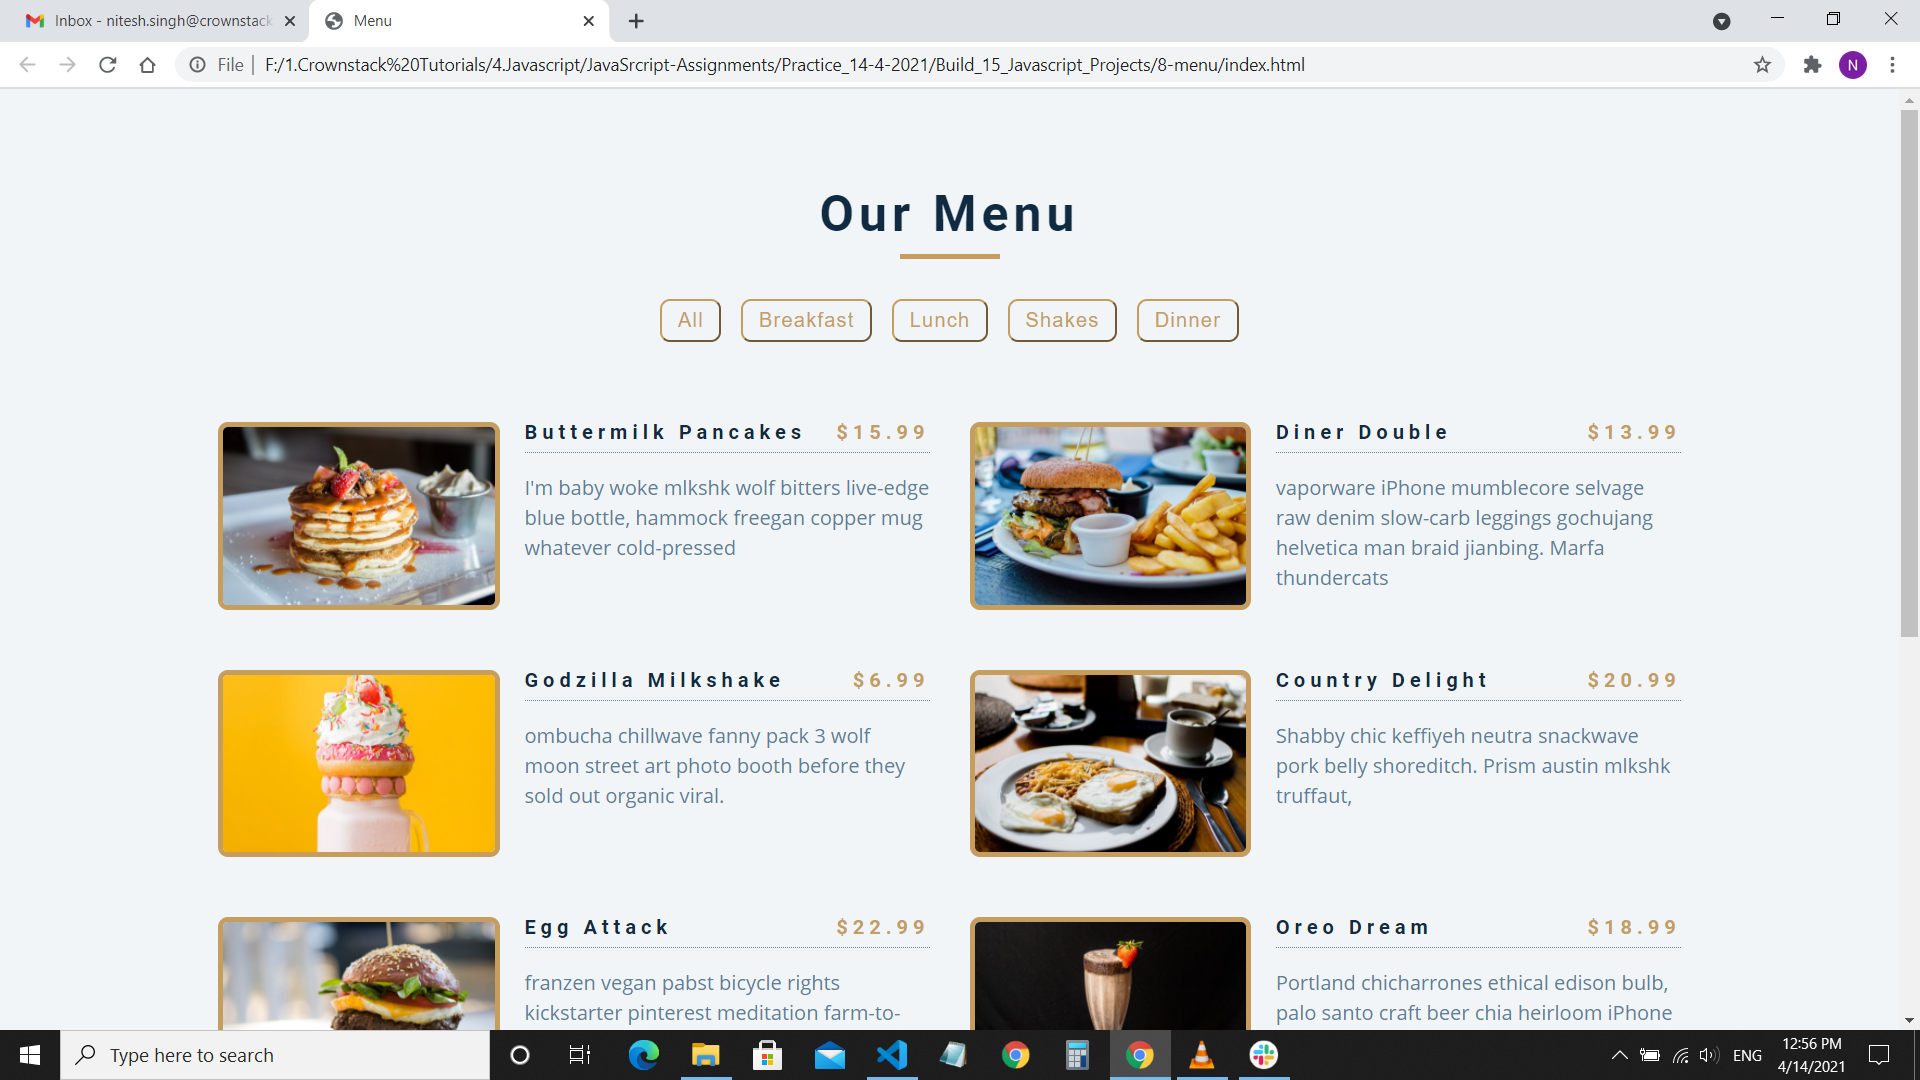 Inbox - nitesh.singh@crownstack
Menu
File
F:/1.Crownstack%20Tutorials/4.Javascript/JavaSrcript-Assignments/Practice_14-4-2021/Build_15_Javascript_Projects/8-menu/index.html
N
Our Menu
All Breakfast Lunch Shakes Dinner
Buttermilk Pancakes $15.99
I'm baby woke mlkshk wolf bitters live-edge
blue bottle, hammock freegan copper mug
whatever cold-pressed
Diner Double $13.99
vaporware iPhone mumblecore selvage
raw denim slow-carb leggings gochujang
helvetica man braid jianbing. Marfa
thundercats
Godzilla Milkshake $6.99
ombucha chillwave fanny pack 3 wolf
moon street art photo booth before they
sold out organic viral.
Country Delight $20.99
Shabby chic keffiyeh neutra snackwave
pork belly shoreditch. Prism austin mlkshk
truffaut,
Egg Attack $22.99
franzen vegan pabst bicycle rights
kickstarter pinterest meditation farm-to-
Oreo Dream $18.99
Portland chicharrones ethical edison bulb,
palo santo craft beer chia heirloom iPhone
Type here to search
ENG
12:56 PM
4/14/2021